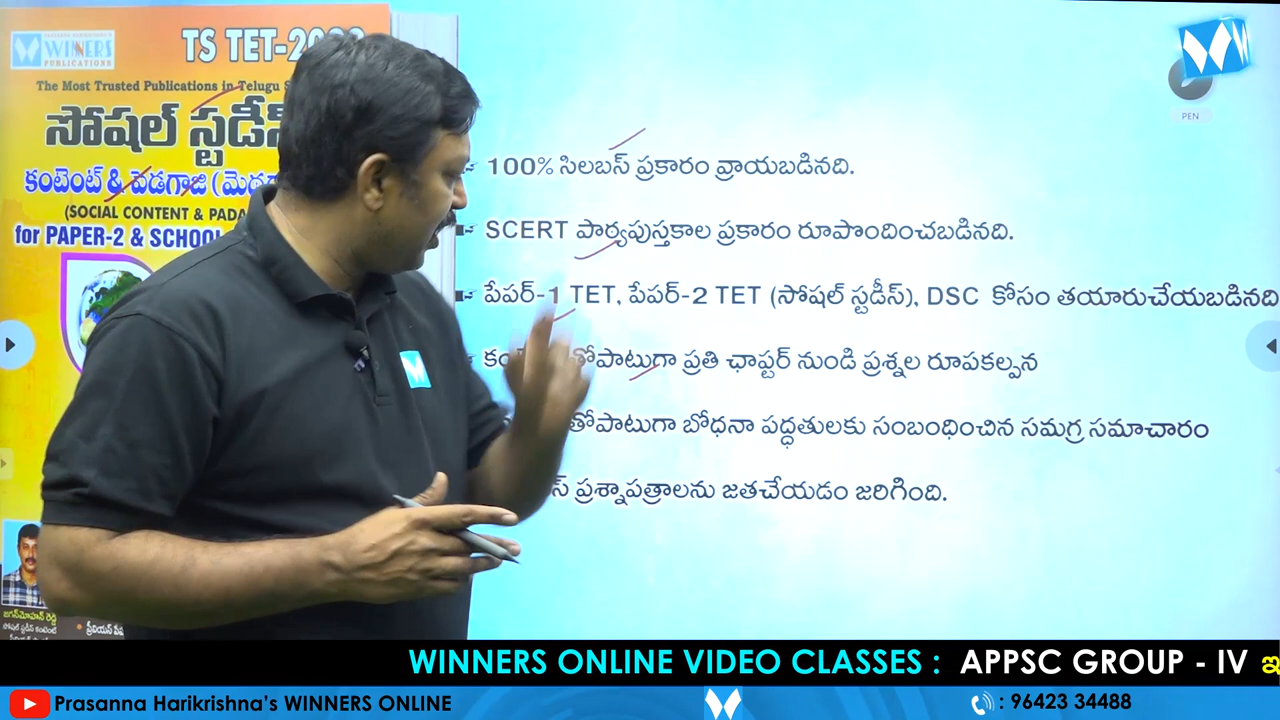 WINNERS
PUBLICATIONS
TS TET-
The Most Trusted Publications in Telugu
సోషల్ స్టడీస్
కంటెంట్ & పెడగాజి
(SOCIAL CONTENT &
for PAPER-2 &
PEN
100% సిలబస్ ప్రకారం వ్రాయబడినది.
SCERT పాఠ్యపుస్తకాల ప్రకారం రూపొందించబడినది.
పేపర్-1 TET, పేపర్-2 TET (సోషల్ స్టడీస్), DSC కోసం తయారుచేయబడినది
తోపాటుగా ప్రతి ఛాప్టర్ నుండి ప్రశ్నల రూపకల్పన
తోపాటుగా బోధనా పద్ధతులకు సంబంధించిన సమగ్ర సమాచారం
ప్రశ్నాపత్రాలను జతచేయడం జరిగింది.
జగన్‌మోహన్ రెడ్డి
WINNERS ONLINE VIDEO CLASSES : APPSC GROUP - IV
Prasanna Harikrishna's WINNERS ONLINE
: 96423 34488